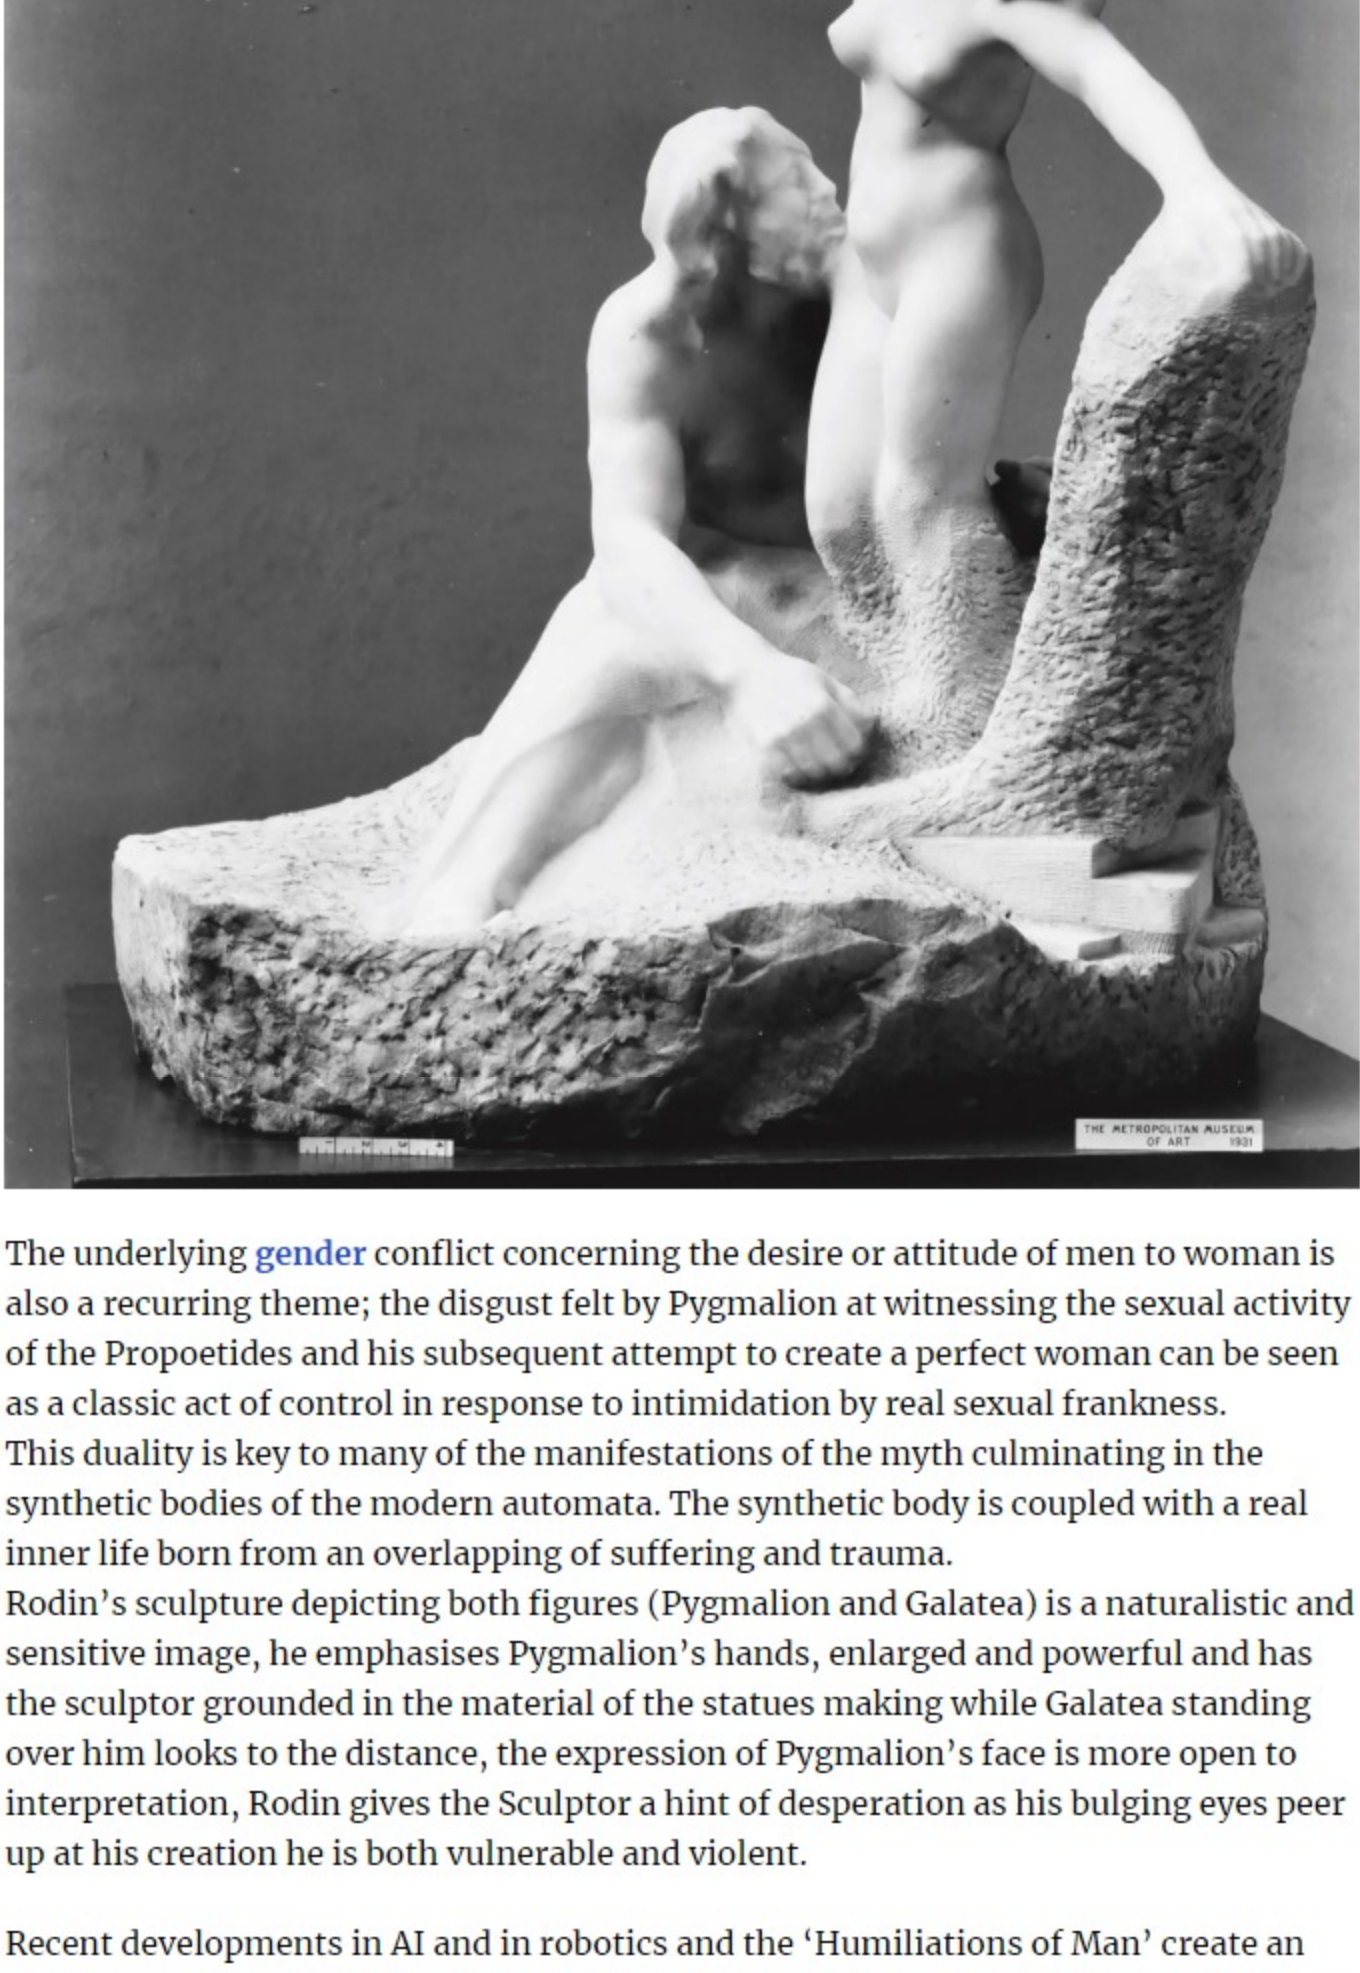 THE METROPOLITAN MUSEUM
OF ART 1931
1 2 3 4
The underlying gender conflict concerning the desire or attitude of men to woman is
also a recurring theme; the disgust felt by Pygmalion at witnessing the sexual activity
of the Propoetides and his subsequent attempt to create a perfect woman can be seen
as a classic act of control in response to intimidation by real sexual frankness.
This duality is key to many of the manifestations of the myth culminating in the
synthetic bodies of the modern automata. The synthetic body is coupled with a real
inner life born from an overlapping of suffering and trauma.
Rodin’s sculpture depicting both figures (Pygmalion and Galatea) is a naturalistic and
sensitive image, he emphasises Pygmalion’s hands, enlarged and powerful and has
the sculptor grounded in the material of the statues making while Galatea standing
over him looks to the distance, the expression of Pygmalion’s face is more open to
interpretation, Rodin gives the Sculptor a hint of desperation as his bulging eyes peer
up at his creation he is both vulnerable and violent.
Recent developments in AI and in robotics and the ‘Humiliations of Man’ create an